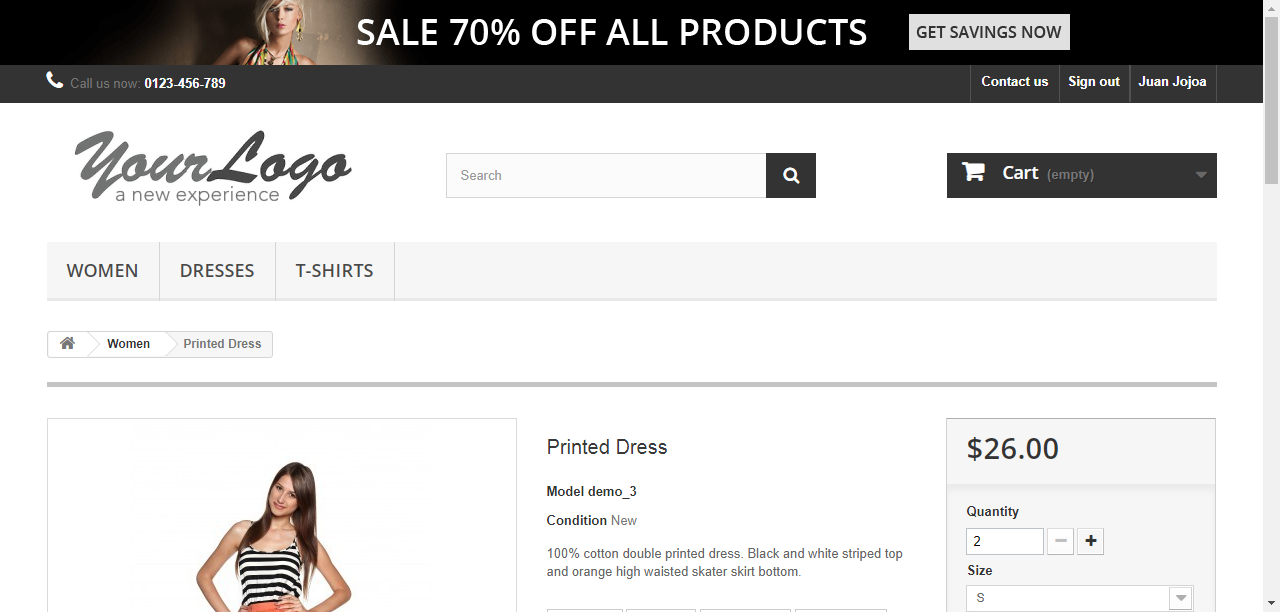 SALE 70% OFF ALL PRODUCTS
GET SAVINGS NOW
Call us now: 0123-456-789
Contact us
Sign out
Juan Jojoa
YourLogo
a new experience
Search
Cart (empty)
WOMEN
DRESSES
T-SHIRTS
Women
Printed Dress
Printed Dress
Model demo_3
Condition New
100% cotton double printed dress. Black and white striped top
and orange high waisted skater skirt bottom.
$26.00
Quantity
2
Size
S